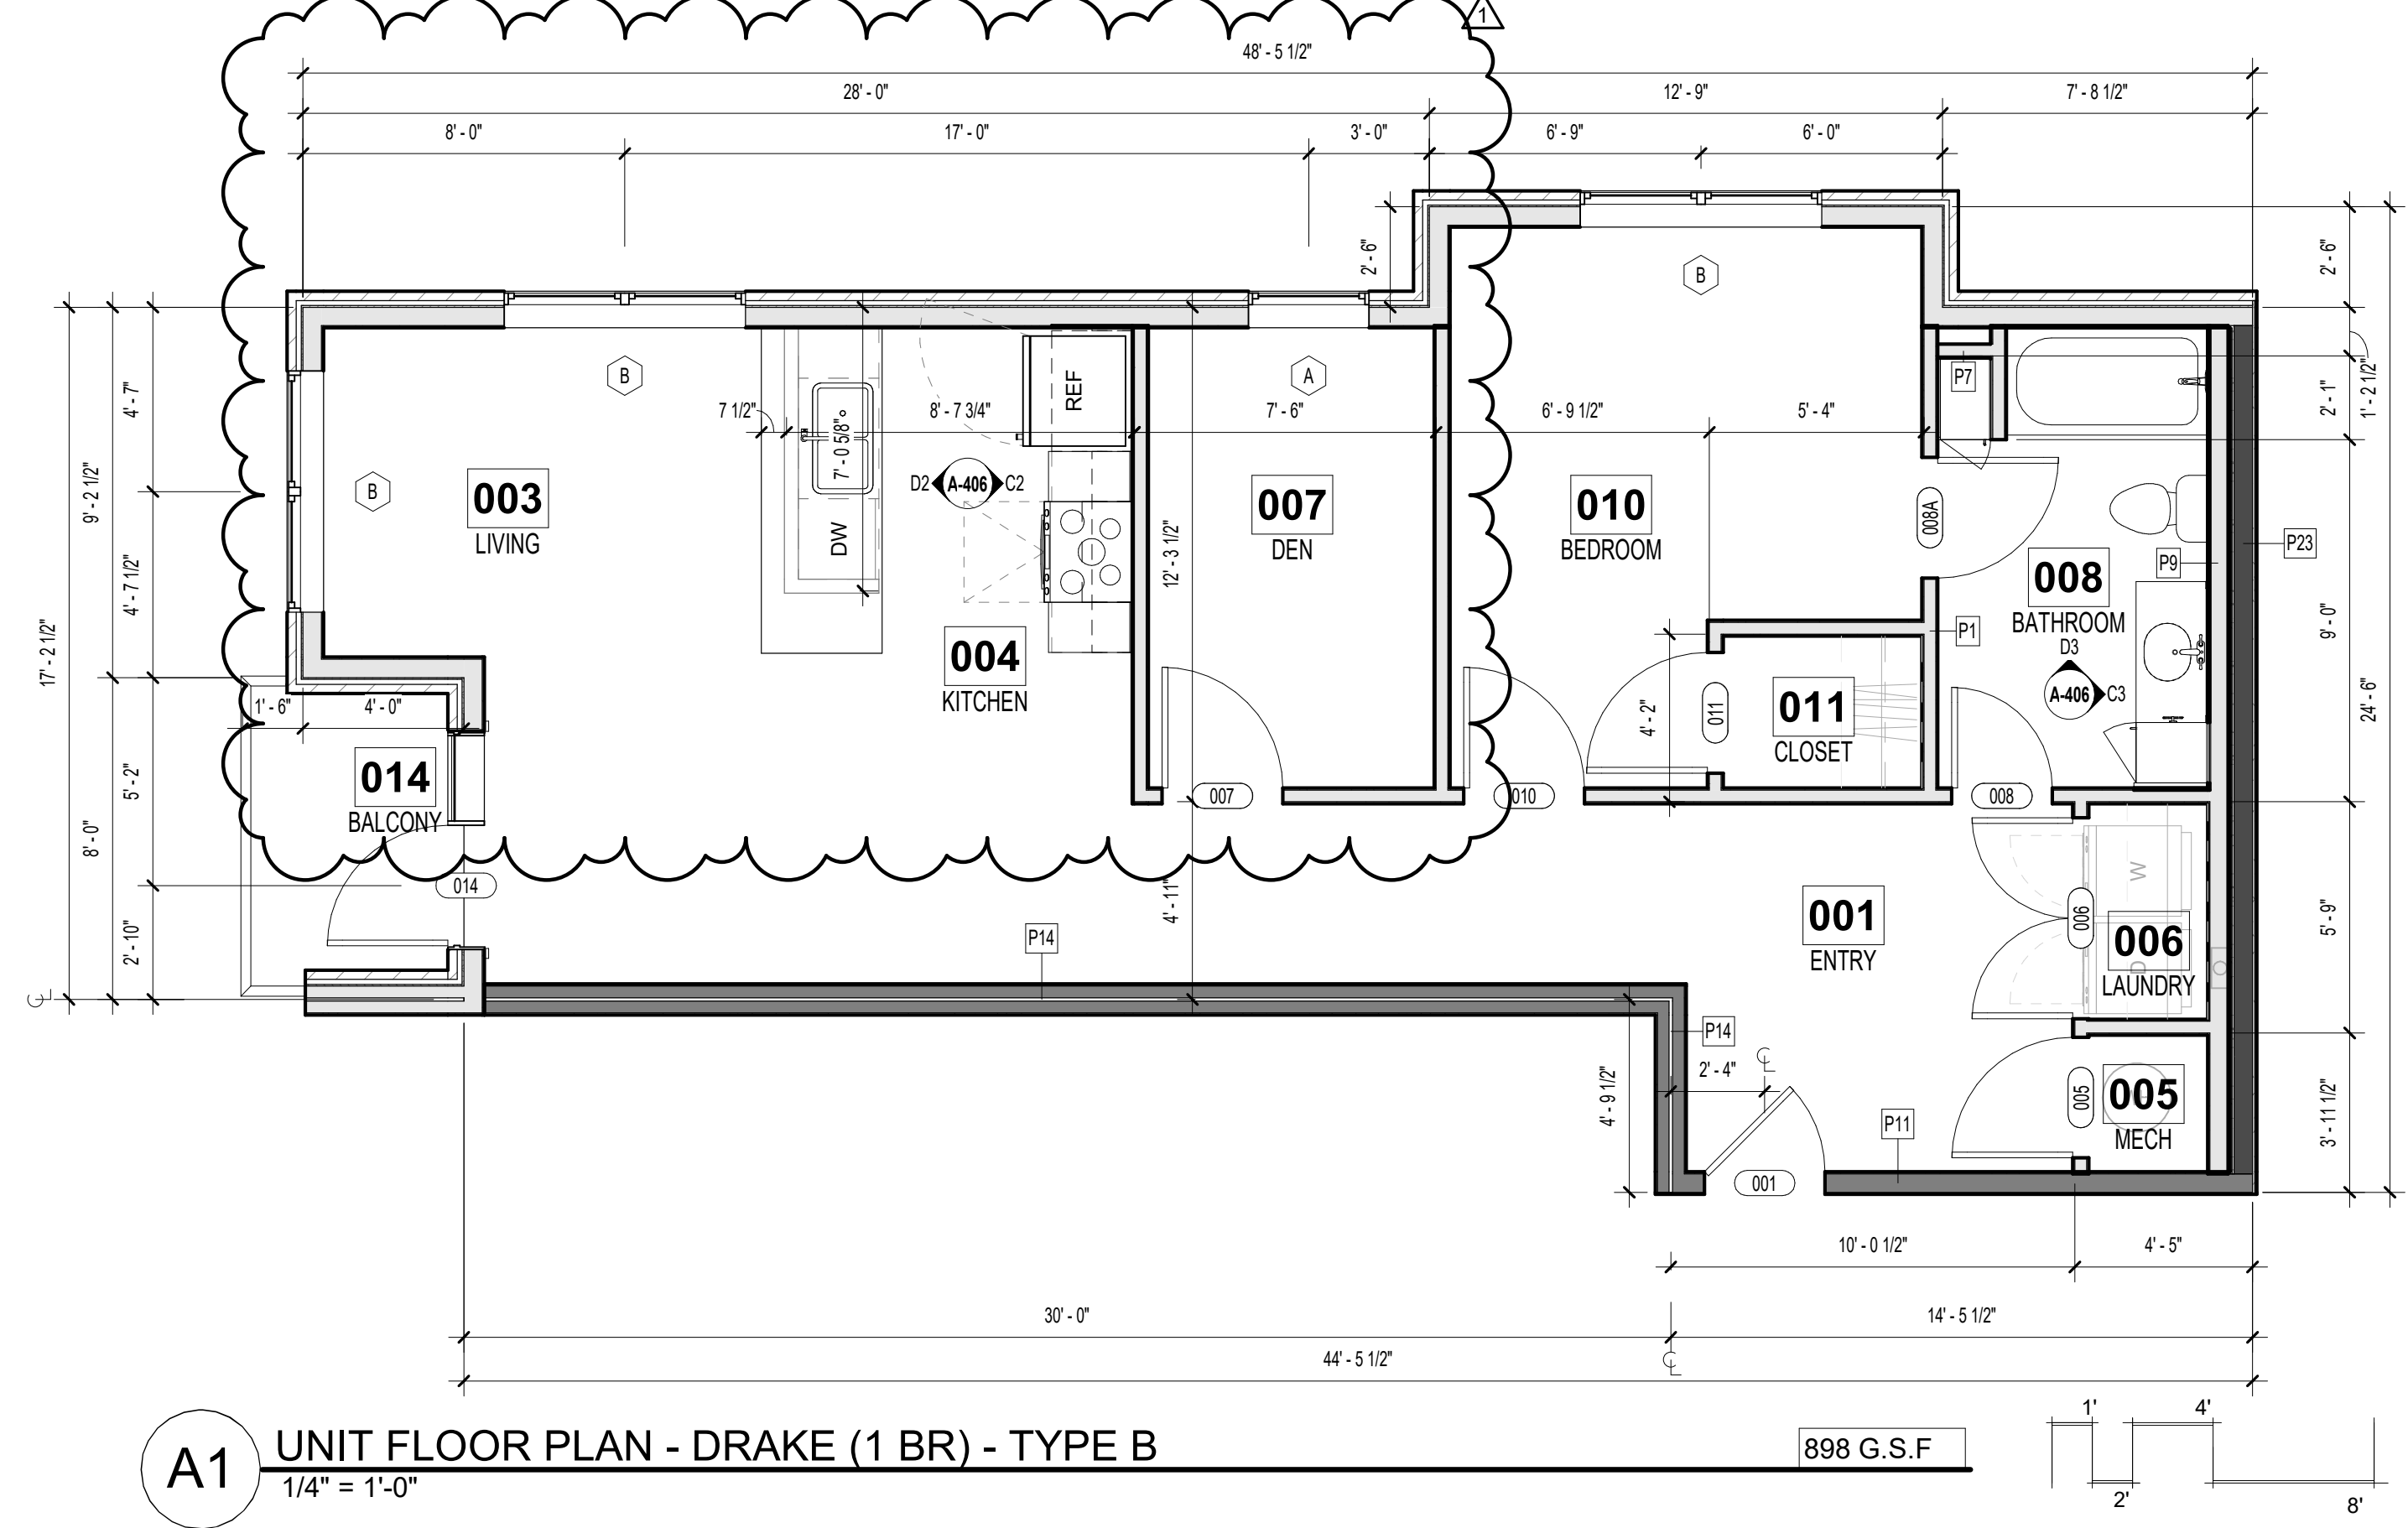 1
48' - 5 1/2"
28' - 0"
12' - 9"
7' - 8 1/2"
8' - 0"
17' - 0"
3' - 0"
6' - 9"
6' - 0"
2' - 6"
2' - 6"
B
B
A
B
P7
REF
7 1/2"
8' - 7 3/4"
7' - 6"
6' - 9 1/2"
5' - 4"
7' - 0 5/8"
4' - 7"
2' - 1"
1' - 2 1/2"
9' - 2 1/2"
003
LIVING
D2
A-406
C2
DW
007
DEN
010
BEDROOM
008A
P9
P23
12' - 3 1/2"
4' - 7 1/2"
17' - 2 1/2"
008
BATHROOM
D3
A-406
C3
P1
9' - 0"
24' - 6"
004
KITCHEN
1' - 6"
4' - 0"
4' - 2"
011
011
CLOSET
014
BALCONY
5' - 2"
8' - 0"
007
010
008
014
W
4' - 11"
001
ENTRY
006
006
LAUNDRY
D
5' - 9"
P14
2' - 10"
P14
2' - 4"
4' - 9 1/2"
005
005
MECH
P11
3' - 11 1/2"
001
10' - 0 1/2"
4' - 5"
30' - 0"
14' - 5 1/2"
44' - 5 1/2"
A1
UNIT FLOOR PLAN - DRAKE (1 BR) - TYPE B
898 G.S.F
1/4" = 1'-0"
1'
4'
2'
8'